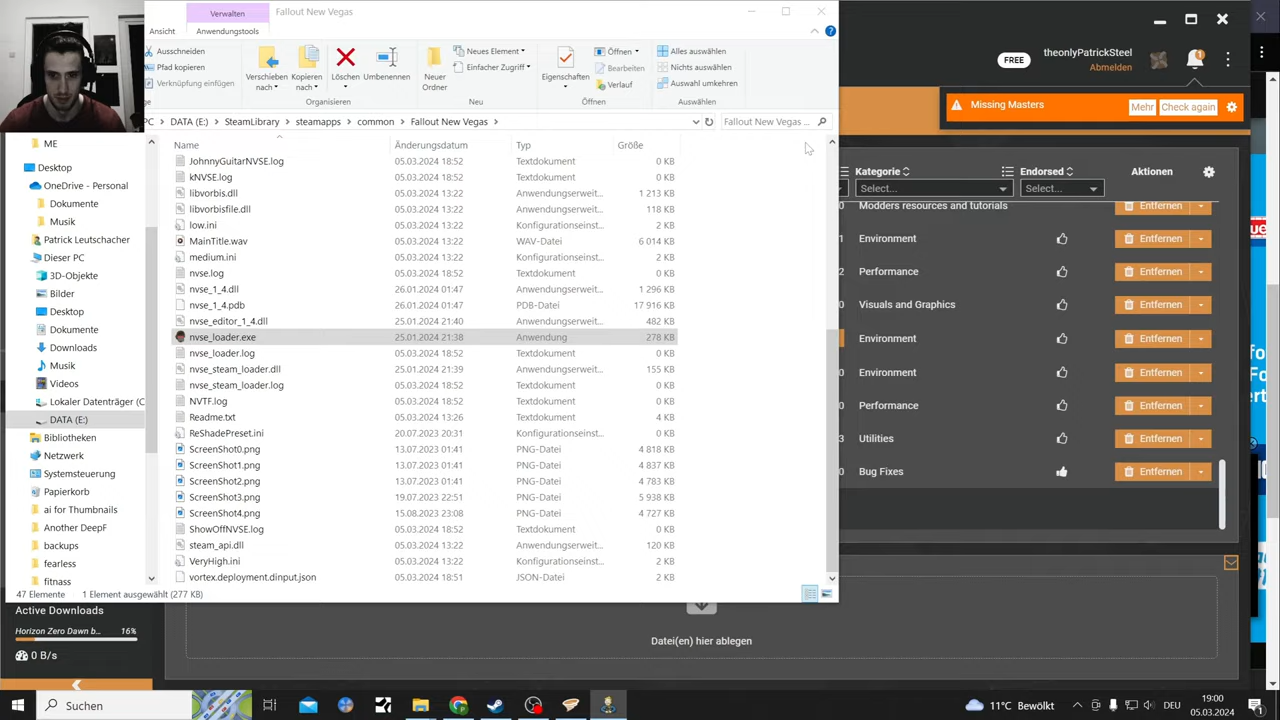 Verwalten
Fallout New Vegas
Ansicht
Anwendungstools
Ausschneiden
Pfad kopieren
Verknüpfung einfügen
Verschieben nach
Kopieren nach
Löschen
Umbenennen
Organisieren
Neuer Ordner
Neues Element
Einfacher Zugriff
Neu
Eigenschaften
Öffnen
Bearbeiten
Verlauf
Öffnen
Alles auswählen
Nichts auswählen
Auswahl umkehren
Auswählen
PC > DATA (E:) > SteamLibrary > steamapps > common > Fallout New Vegas >
Fallout New Vegas ...
ME
Desktop
OneDrive - Personal
Dokumente
Musik
Patrick Leutschacher
Dieser PC
3D-Objekte
Bilder
Desktop
Dokumente
Downloads
Musik
Videos
Lokaler Datenträger (C
DATA (E:)
Bibliotheken
Netzwerk
Systemsteuerung
Papierkorb
ai for Thumbnails
Another DeepF
backups
fearless
fitnass
Name Änderungsdatum Typ Größe
JohnnyGuitarNVSE.log 05.03.2024 18:52 Textdokument 0 KB
kNVSE.log 05.03.2024 18:52 Textdokument 0 KB
libvorbis.dll 05.03.2024 13:22 Anwendungserweit... 1 213 KB
libvorbisfile.dll 05.03.2024 13:22 Anwendungserweit... 118 KB
low.ini 05.03.2024 13:22 Konfigurationseinst... 2 KB
MainTitle.wav 05.03.2024 13:22 WAV-Datei 6 014 KB
medium.ini 05.03.2024 13:22 Konfigurationseinst... 2 KB
nvse.log 05.03.2024 18:52 Textdokument 0 KB
nvse_1_4.dll 26.01.2024 01:47 Anwendungserweit... 1 296 KB
nvse_1_4.pdb 26.01.2024 01:47 PDB-Datei 17 916 KB
nvse_editor_1_4.dll 25.01.2024 21:40 Anwendungserweit... 482 KB
nvse_loader.exe 25.01.2024 21:38 Anwendung 278 KB
nvse_loader.log 05.03.2024 18:52 Textdokument 0 KB
nvse_steam_loader.dll 25.01.2024 21:39 Anwendungserweit... 155 KB
nvse_steam_loader.log 05.03.2024 18:52 Textdokument 0 KB
NVTF.log 05.03.2024 18:52 Textdokument 0 KB
Readme.txt 05.03.2024 13:26 Textdokument 4 KB
ReShadePreset.ini 20.07.2023 20:31 Konfigurationseinst... 0 KB
ScreenShot0.png 13.07.2023 01:41 PNG-Datei 4 818 KB
ScreenShot1.png 13.07.2023 01:41 PNG-Datei 4 837 KB
ScreenShot2.png 13.07.2023 01:41 PNG-Datei 4 783 KB
ScreenShot3.png 19.07.2023 22:51 PNG-Datei 5 938 KB
ScreenShot4.png 15.08.2023 23:08 PNG-Datei 4 727 KB
ShowOffNVSE.log 05.03.2024 18:52 Textdokument 0 KB
steam_api.dll 05.03.2024 13:22 Anwendungserweit... 120 KB
VeryHigh.ini 05.03.2024 13:22 Konfigurationseinst... 2 KB
vortex.deployment.dinput.json 05.03.2024 18:51 JSON-Datei 2 KB
47 Elemente 1 Element ausgewählt (277 KB)
FREE
theonlyPatrickSteel
Abmelden
Missing Masters Mehr Check again
Kategorie Endorsed Aktionen
Select... Select...
Modders resources and tutorials Entfernen
Environment Entfernen
Performance Entfernen
Visuals and Graphics Entfernen
Environment Entfernen
Environment Entfernen
Performance Entfernen
Utilities Entfernen
Bug Fixes Entfernen
Active Downloads
Horizon Zero Dawn b... 16%
0 B/s
Datei(en) hier ablegen
Suchen
11°C Bewölkt
DEU
19:00
05.03.2024